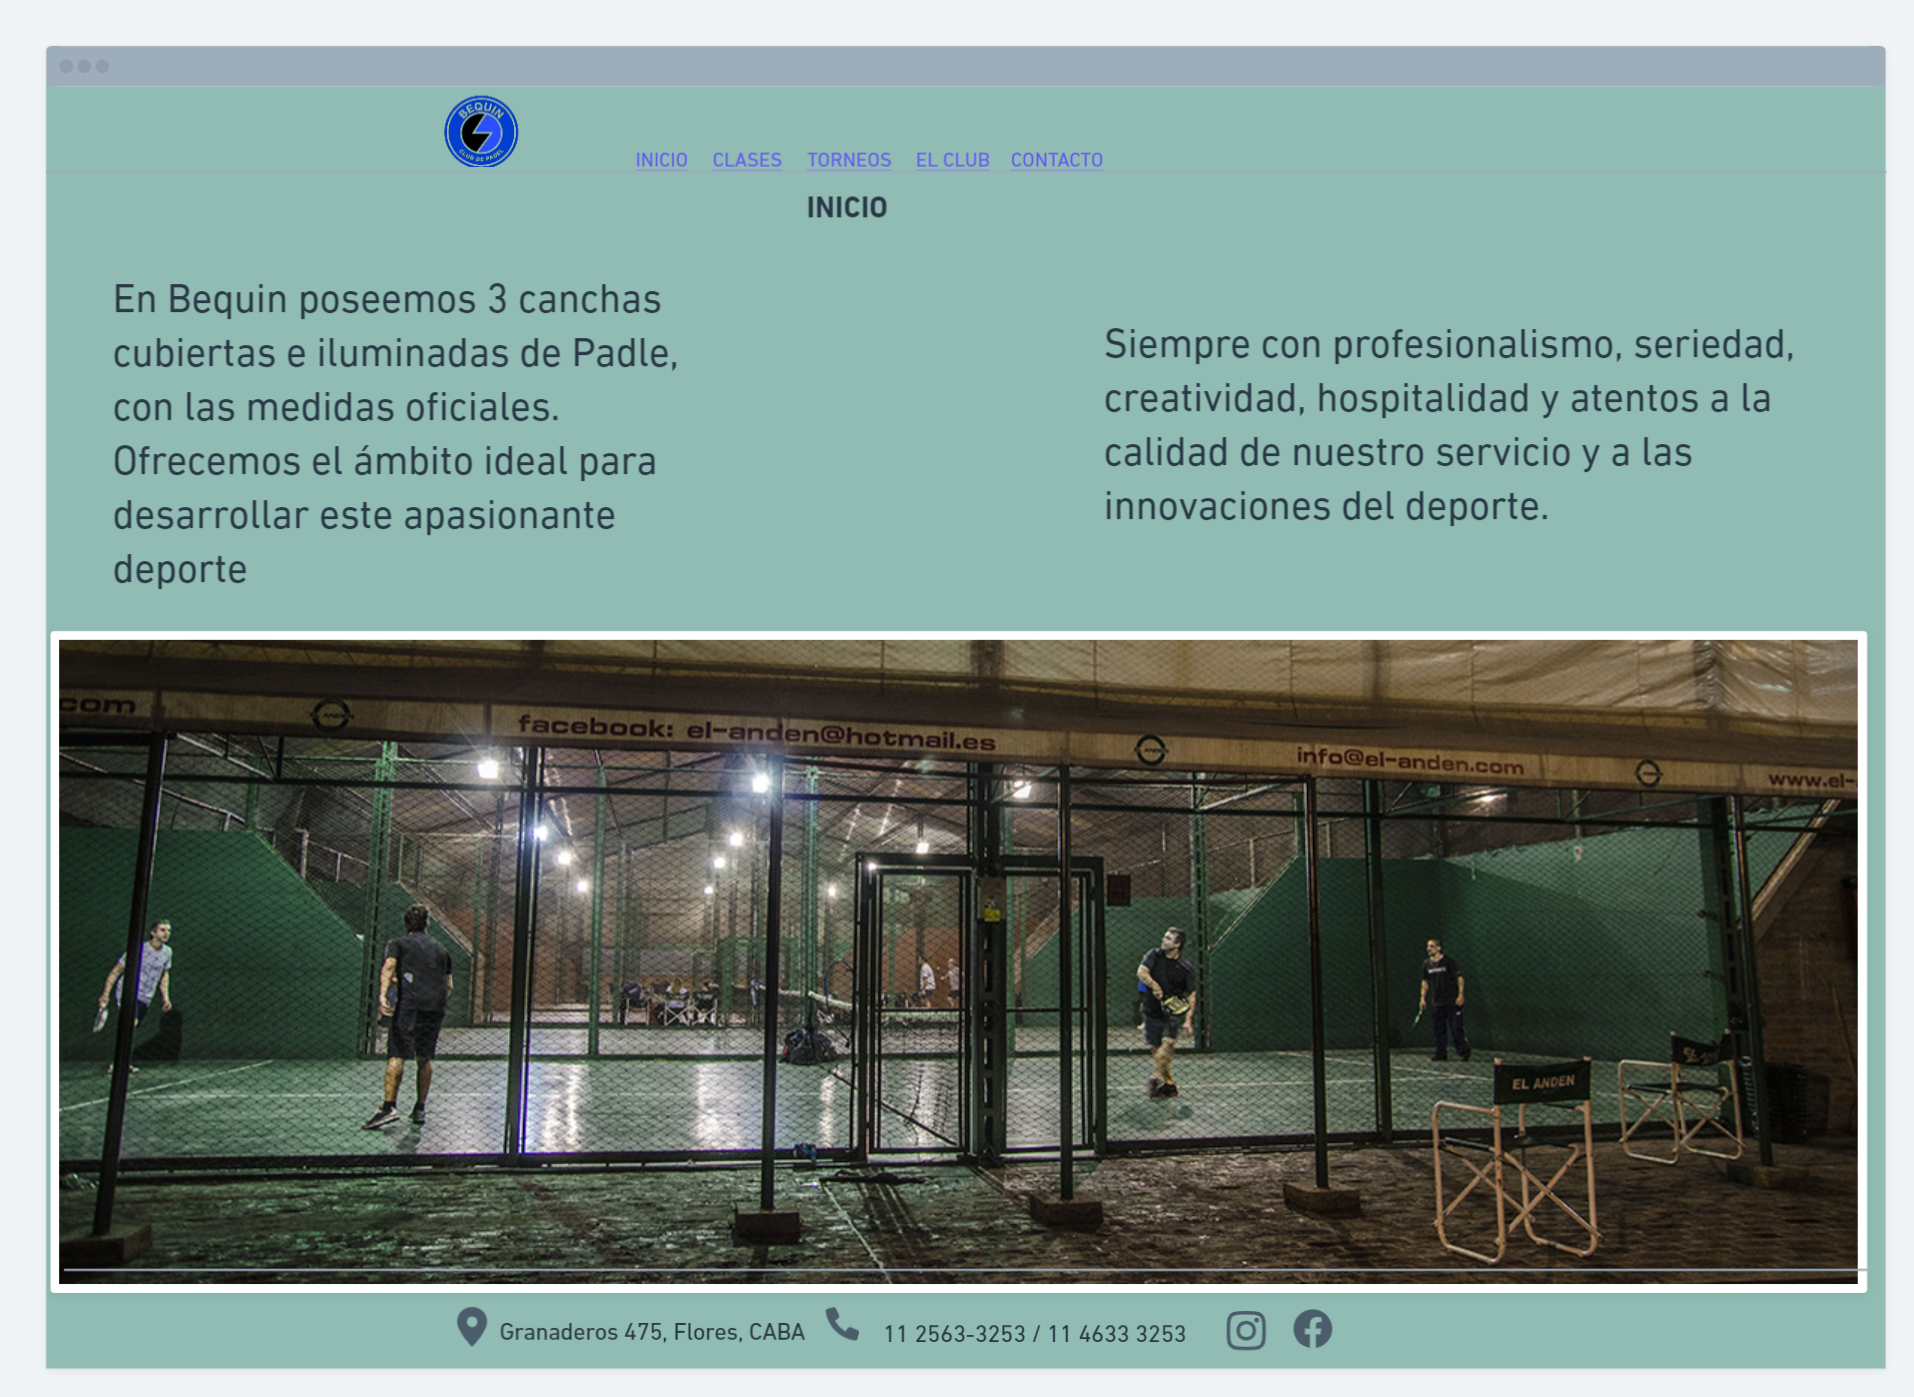 BEQUIN
CLUB DE PADEL
INICIO CLASES TORNEOS EL CLUB CONTACTO
INICIO
En Bequin poseemos 3 canchas
cubiertas e iluminadas de Padle,
con las medidas oficiales.
Ofrecemos el ámbito ideal para
desarrollar este apasionante
deporte
Siempre con profesionalismo, seriedad,
creatividad, hospitalidad y atentos a la
calidad de nuestro servicio y a las
innovaciones del deporte.
com
facebook: el-anden@hotmail.es
info@el-anden.com
www.el-
EL ANDEN
Granaderos 475, Flores, CABA
11 2563-3253 / 11 4633 3253